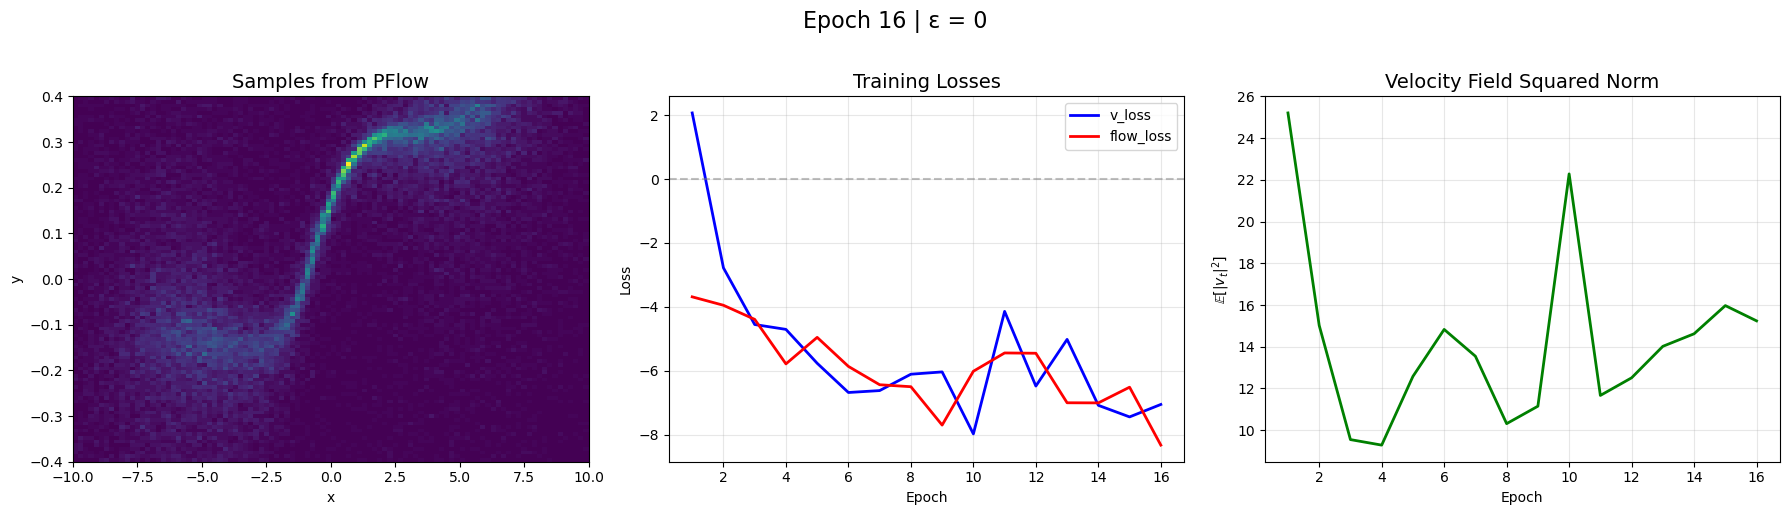 Epoch 16 | ε = 0
Samples from PFlow
0.4
0.3
0.2
0.1
0.0
−0.1
−0.2
−0.3
−0.4
y
−10.0 −7.5 −5.0 −2.5 0.0 2.5 5.0 7.5 10.0
x
Training Losses
v_loss
flow_loss
2
0
−2
−4
−6
−8
Loss
2 4 6 8 10 12 14 16
Epoch
Velocity Field Squared Norm
26
24
22
20
18
16
14
12
10
𝔼[|v_t|²]
2 4 6 8 10 12 14 16
Epoch